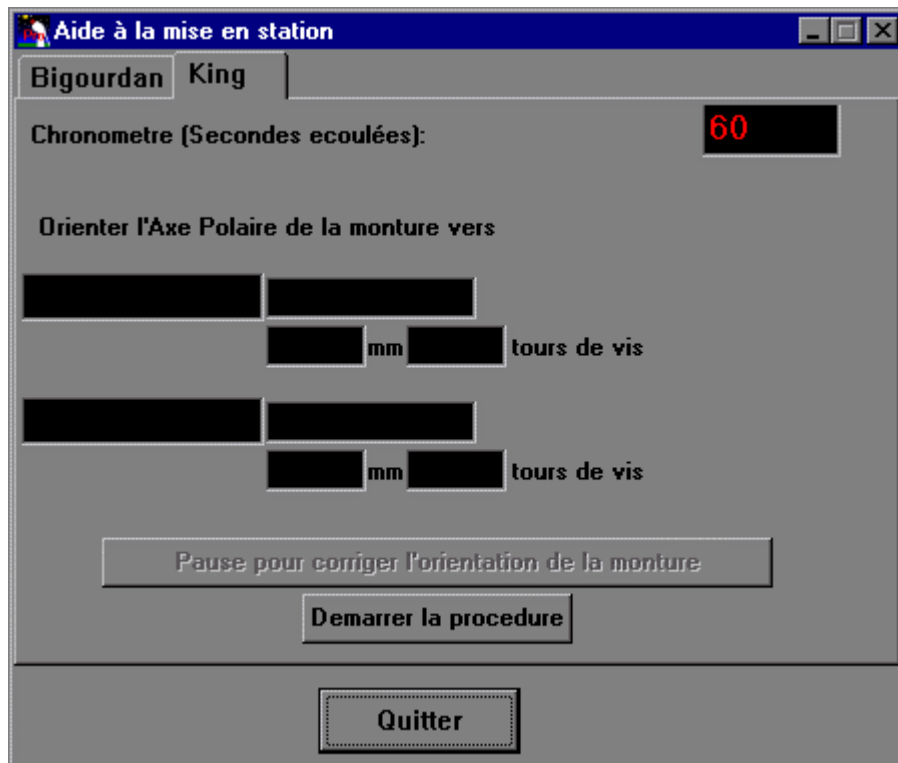 Aide à la mise en station
Bigourdan King
Chronometre (Secondes ecoulées): 60
Orienter l'Axe Polaire de la monture vers
mm tours de vis
mm tours de vis
Pause pour corriger l'orientation de la monture
Demarrer la procedure
Quitter